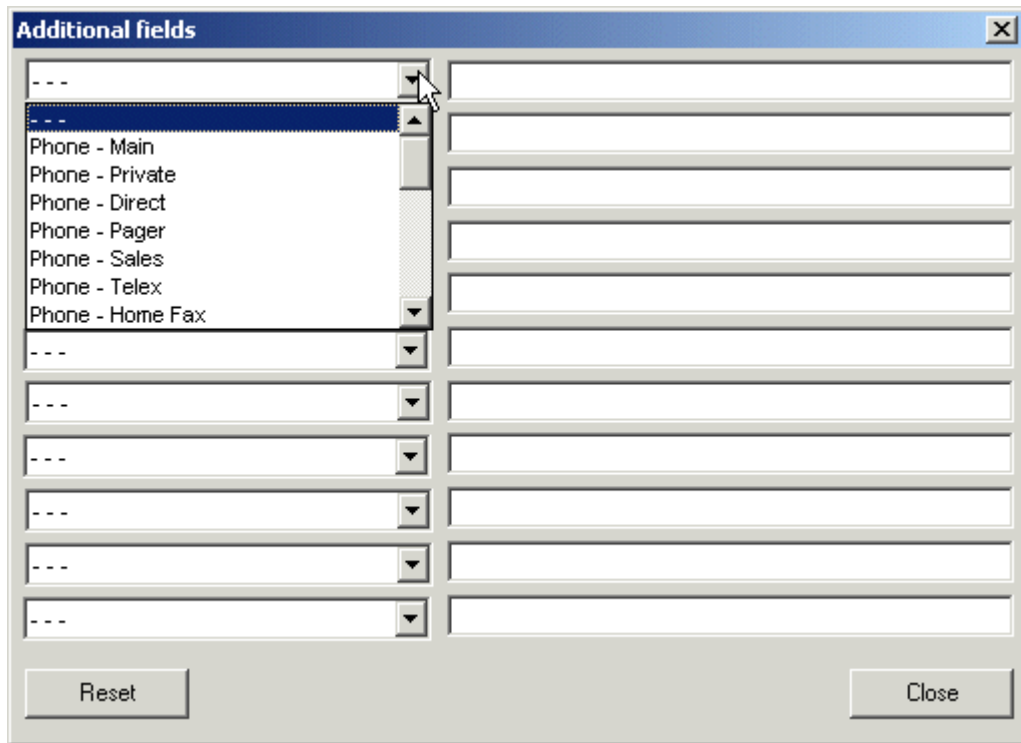 Additional fields
- - -
- - -
Phone - Main
Phone - Private
Phone - Direct
Phone - Pager
Phone - Sales
Phone - Telex
Phone - Home Fax
- - -
- - -
- - -
- - -
- - -
- - -
Reset
Close